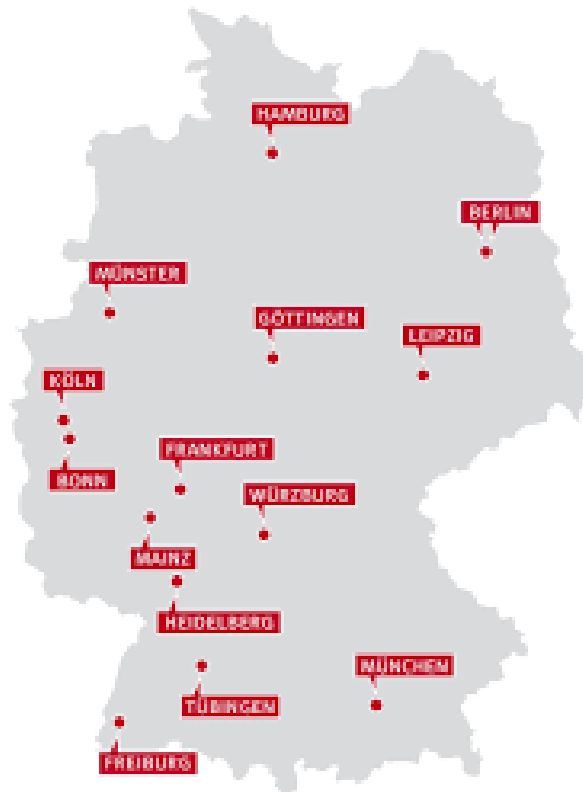 HAMBURG
BERLIN
MÜNSTER
GÖTTINGEN
LEIPZIG
KÖLN
FRANKFURT
BONN
WÜRZBURG
MAINZ
HEIDELBERG
MÜNCHEN
TÜBINGEN
FREIBURG